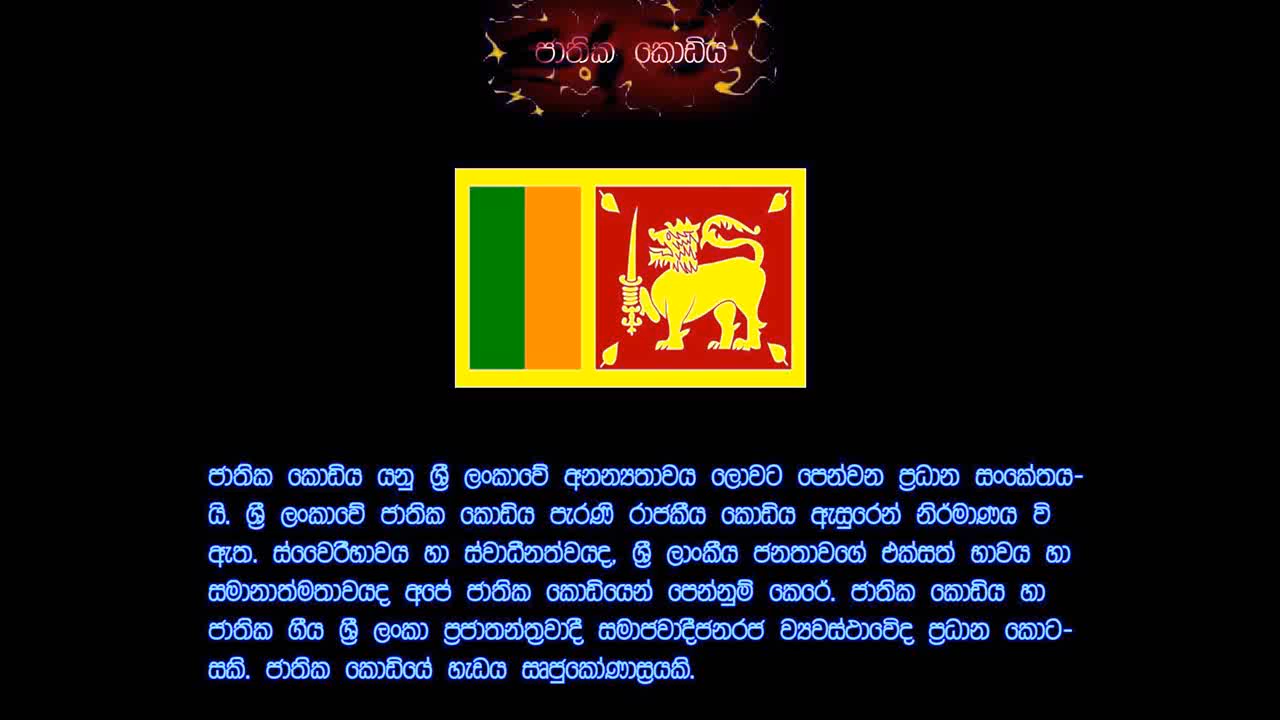 ජාතික කොඩිය
ජාතික කොඩිය යනු ශ්‍රී ලංකාවේ අනන්‍යතාවය ලොවට පෙන්වන ප්‍රධාන සංකේතය-
යි. ශ්‍රී ලංකාවේ ජාතික කොඩිය පැරණි රාජකීය කොඩිය ඇසුරෙන් නිර්මාණය වි
ඇත. ස්වෛරීභාවය හා ස්වාධීනත්වයද, ශ්‍රී ලාංකීය ජනතාවගේ එක්සත් භාවය හා
සමානාත්මතාවයද අපේ ජාතික කොඩියෙන් පෙන්නුම් කෙරේ. ජාතික කොඩිය හා
ජාතික ගීය ශ්‍රී ලංකා ප්‍රජාතන්ත්‍රවාදී සමාජවාදීජනරජ ව්‍යවස්ථාවේද ප්‍රධාන කොට-
සකි. ජාතික කොඩියේ හැඩය සෘජුකෝණාස්‍රයකි.